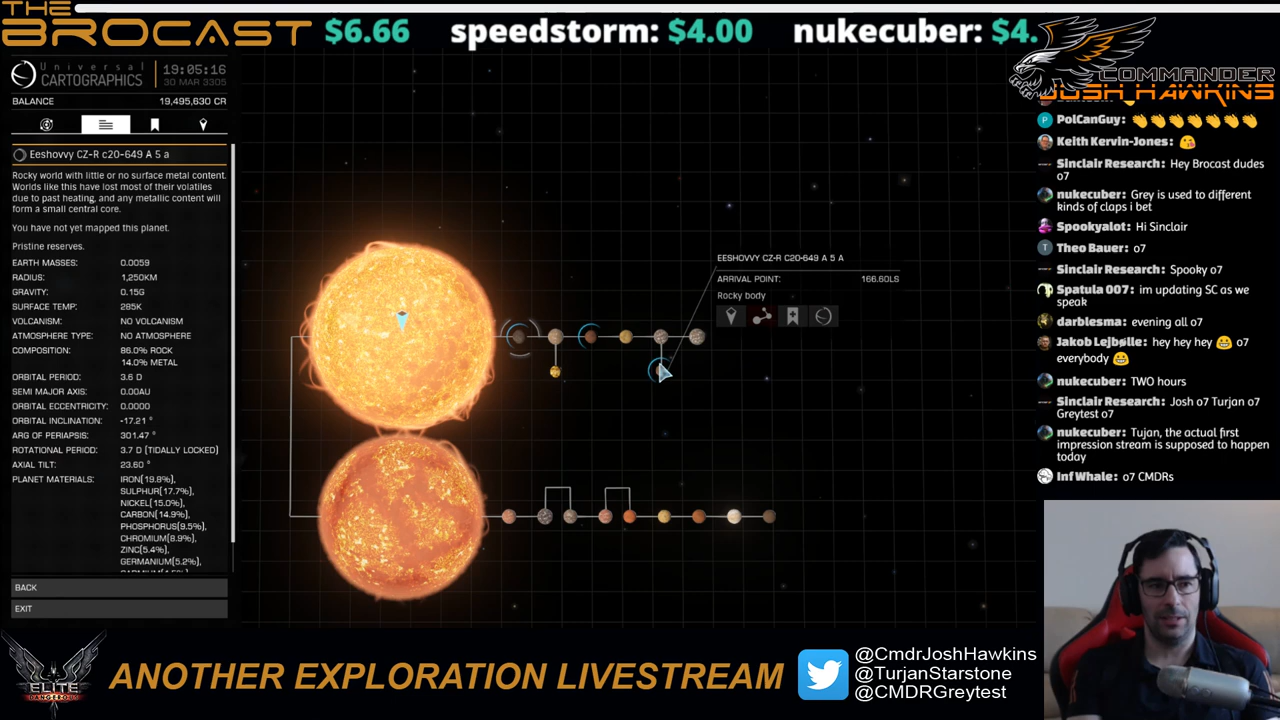 THE
BROCAST
$6.66 speedstorm: $4.00 nukecuber: $4.
COMMANDER
JOSH HAWKINS
Universal
CARTOGRAPHICS
19:05:16
30 MAR 3305
BALANCE 19,495,630 CR
Eeshovvy CZ-R c20-649 A 5 a
Rocky world with little or no surface metal content.
Worlds like this have lost most of their volatiles
due to past heating, and any metallic content will
form a small central core.
You have not yet mapped this planet.
Pristine reserves.
EARTH MASSES: 0.0059
RADIUS: 1,250KM
GRAVITY: 0.15G
SURFACE TEMP: 285K
VOLCANISM: NO VOLCANISM
ATMOSPHERE TYPE: NO ATMOSPHERE
COMPOSITION: 86.0% ROCK
14.0% METAL
ORBITAL PERIOD: 3.6 D
SEMI MAJOR AXIS: 0.00AU
ORBITAL ECCENTRICITY: 0.0000
ORBITAL INCLINATION: -17.21 °
ARG OF PERIAPSIS: 301.47 °
ROTATIONAL PERIOD: 3.7 D (TIDALLY LOCKED)
AXIAL TILT: 23.60 °
PLANET MATERIALS: IRON(19.8%),
SULPHUR(17.7%),
NICKEL(15.0%),
CARBON(14.9%),
PHOSPHORUS(9.5%),
CHROMIUM(8.9%),
ZINC(5.4%),
GERMANIUM(5.2%),
BACK
EXIT
EESHOVVY CZ-R C20-649 A 5 A
ARRIVAL POINT: 166.60LS
Rocky body
PolCanGuy: 👏👏👏👏👏👏👏
Keith Kervin-Jones: 😘
Sinclair Research: Hey Brocast dudes
o7
nukecuber: Grey is used to different
kinds of claps i bet
Spookyalot: Hi Sinclair
Theo Bauer: o7
Sinclair Research: Spooky o7
Spatula 007: im updating SC as we
speak
darblesma: evening all o7
Jakob Lejbølle: hey hey hey 😀 o7
everybody 😀
nukecuber: TWO hours
Sinclair Research: Josh o7 Turjan o7
Greytest o7
nukecuber: Tujan, the actual first
impression stream is supposed to happen
today
Inf Whale: o7 CMDRs
ELITE
DANGEROUS
ANOTHER EXPLORATION LIVESTREAM
@CmdrJoshHawkins
@TurjanStarstone
@CMDRGreytest